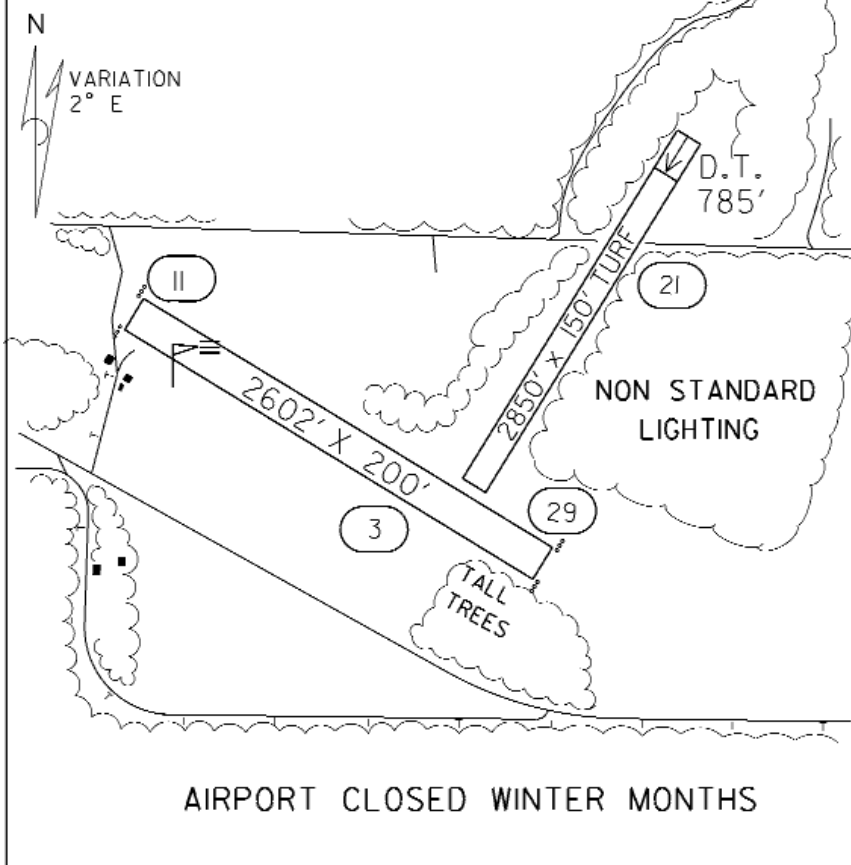 N
VARIATION
2° E
D.T.
785'
11
21
2850' X 150' TURF
NON STANDARD
LIGHTING
2602' X 200'
29
3
TALL
TREES
AIRPORT CLOSED WINTER MONTHS